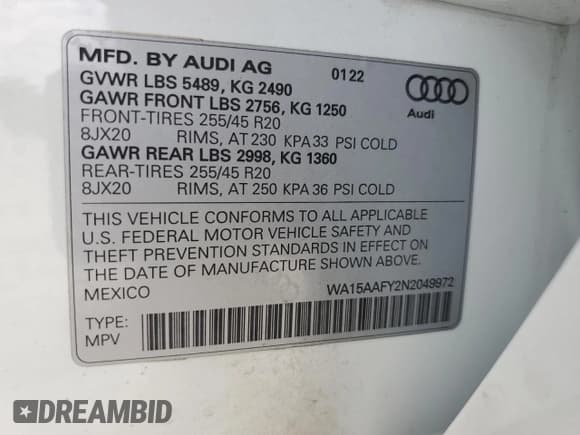 MFD. BY AUDI AG 0122
GVWR LBS 5489, KG 2490
GAWR FRONT LBS 2756, KG 1250
FRONT-TIRES 255/45 R20
8JX20 RIMS, AT 230 KPA 33 PSI COLD
GAWR REAR LBS 2998, KG 1360
REAR-TIRES 255/45 R20
8JX20 RIMS, AT 250 KPA 36 PSI COLD
Audi
THIS VEHICLE CONFORMS TO ALL APPLICABLE
U.S. FEDERAL MOTOR VEHICLE SAFETY AND
THEFT PREVENTION STANDARDS IN EFFECT ON
THE DATE OF MANUFACTURE SHOWN ABOVE.
MEXICO WA15AAFY2N2049972
TYPE:
MPV
DREAMBID